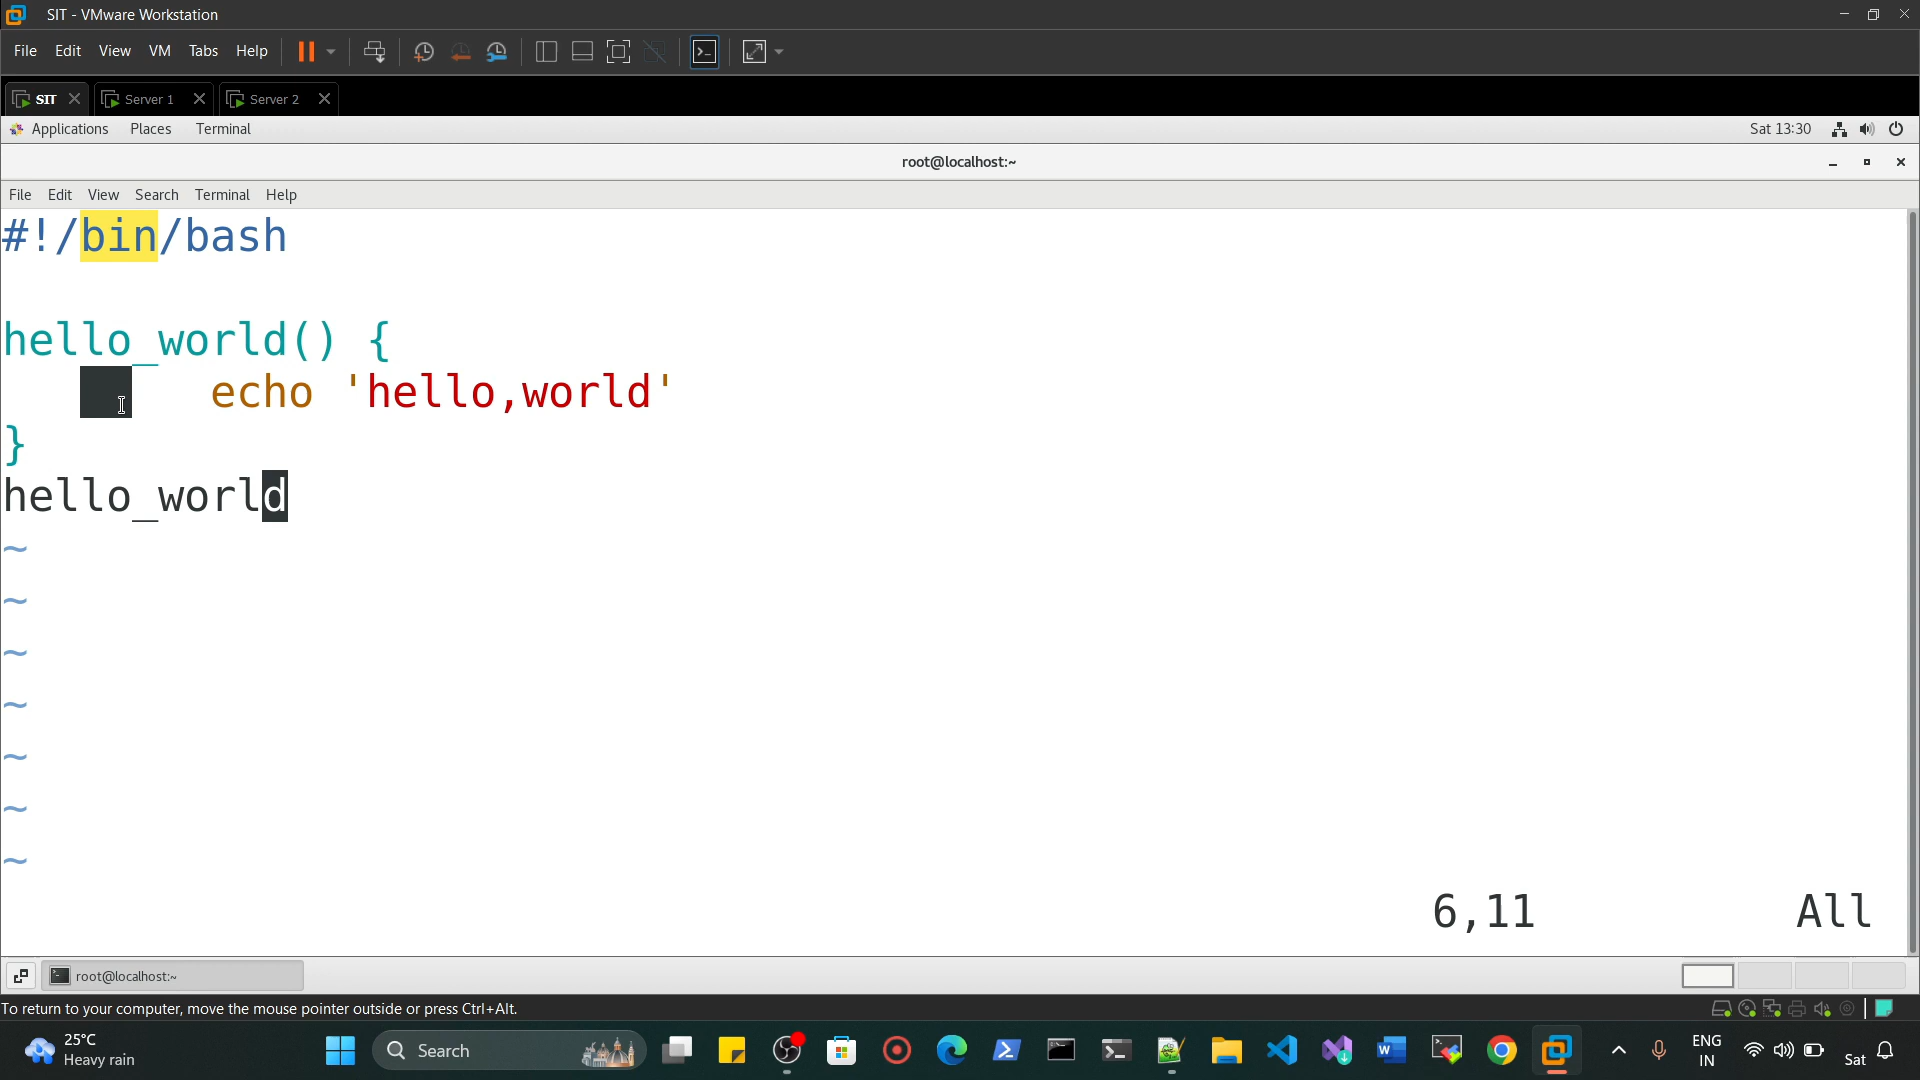 SIT - VMware Workstation
File Edit View VM Tabs Help
SIT Server 1 Server 2
Applications Places Terminal Sat 13:30
root@localhost:~
File Edit View Search Terminal Help
#!/bin/bash
hello_world() {
echo 'hello,world'
}
hello_world
~
~
~
~
~
~
~
6,11 All
root@localhost:~
To return to your computer, move the mouse pointer outside or press Ctrl+Alt.
25°C
Heavy rain
Search
ENG
IN
Sat